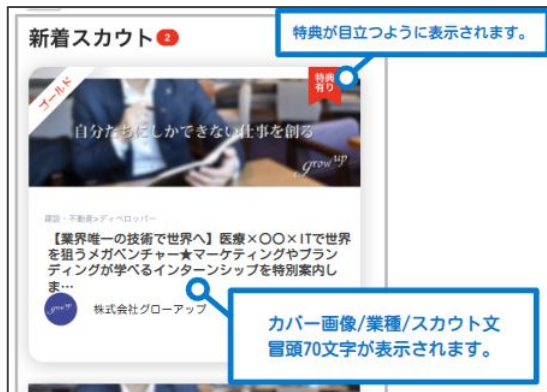 新着スカウト 2
特典が目立つように表示されます。
ゴールド
特典
有り
自分たちにしかできない仕事を創る
grow up
建設・不動産>ディベロッパー
【業界唯一の技術で世界へ】医療×〇〇×ITで世界
を狙うメガベンチャー★マーケティングやブラン
ディングが学べるインターンシップを特別案内し
ま…
grow up
株式会社グローアップ
カバー画像/業種/スカウト文
冒頭70文字が表示されます。